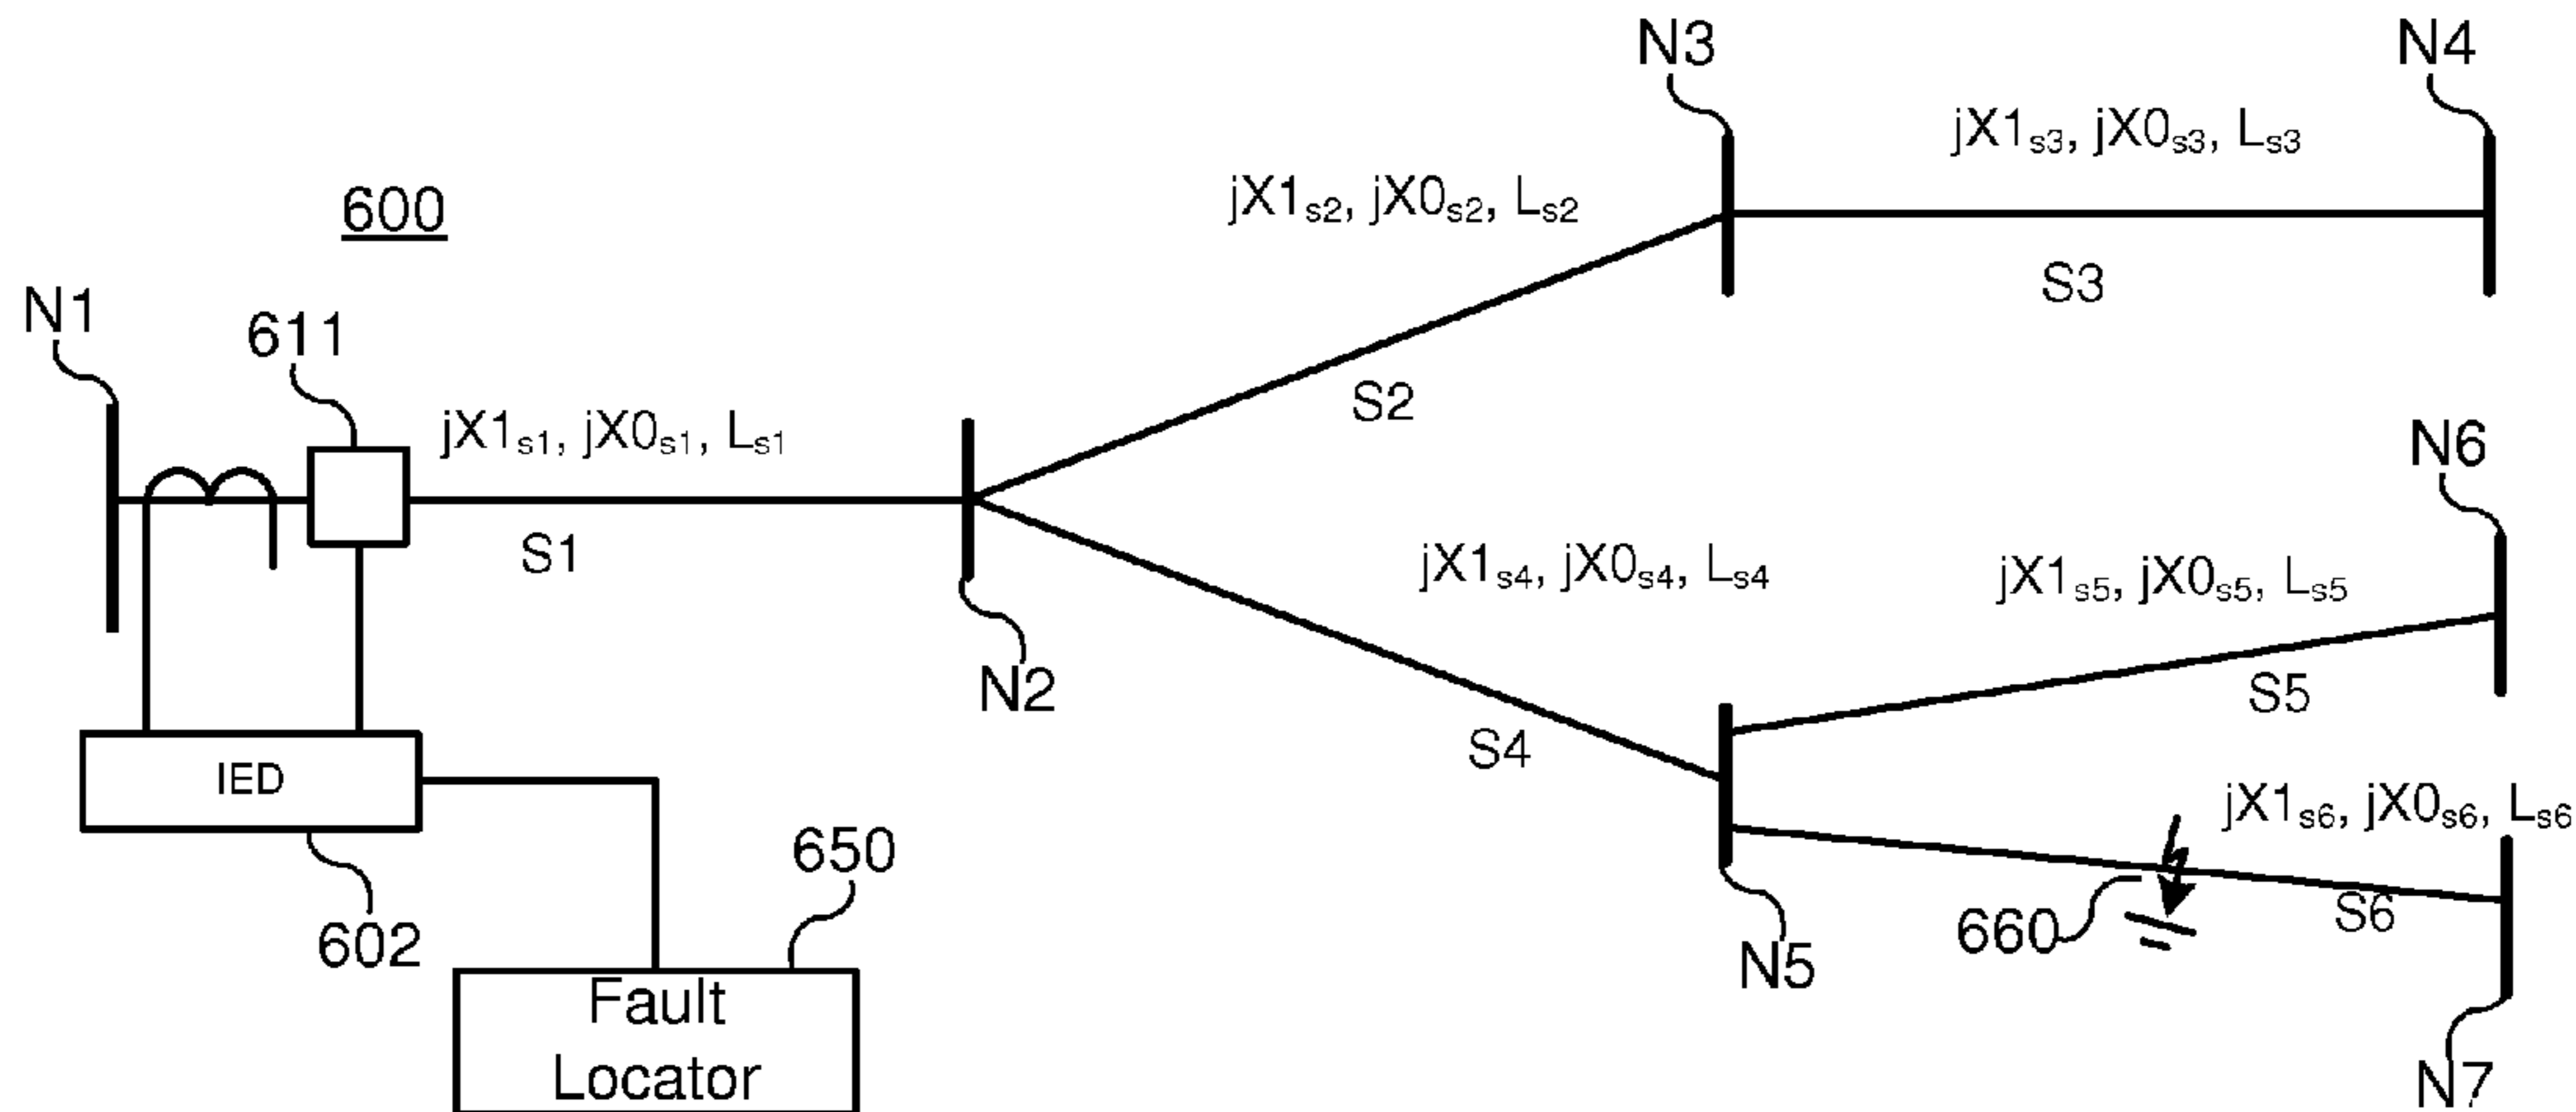 N3
N4
jX1s3, jX0s3, Ls3
600
jX1s2, jX0s2, Ls2
S3
N1
611
S2
jX1s1, jX0s1, Ls1
N6
S1
jX1s4, jX0s4, Ls4
jX1s5, jX0s5, Ls5
N2
S5
S4
IED
jX1s6, jX0s6, Ls6
650
602
660
S6
N5
Fault
Locator
N7